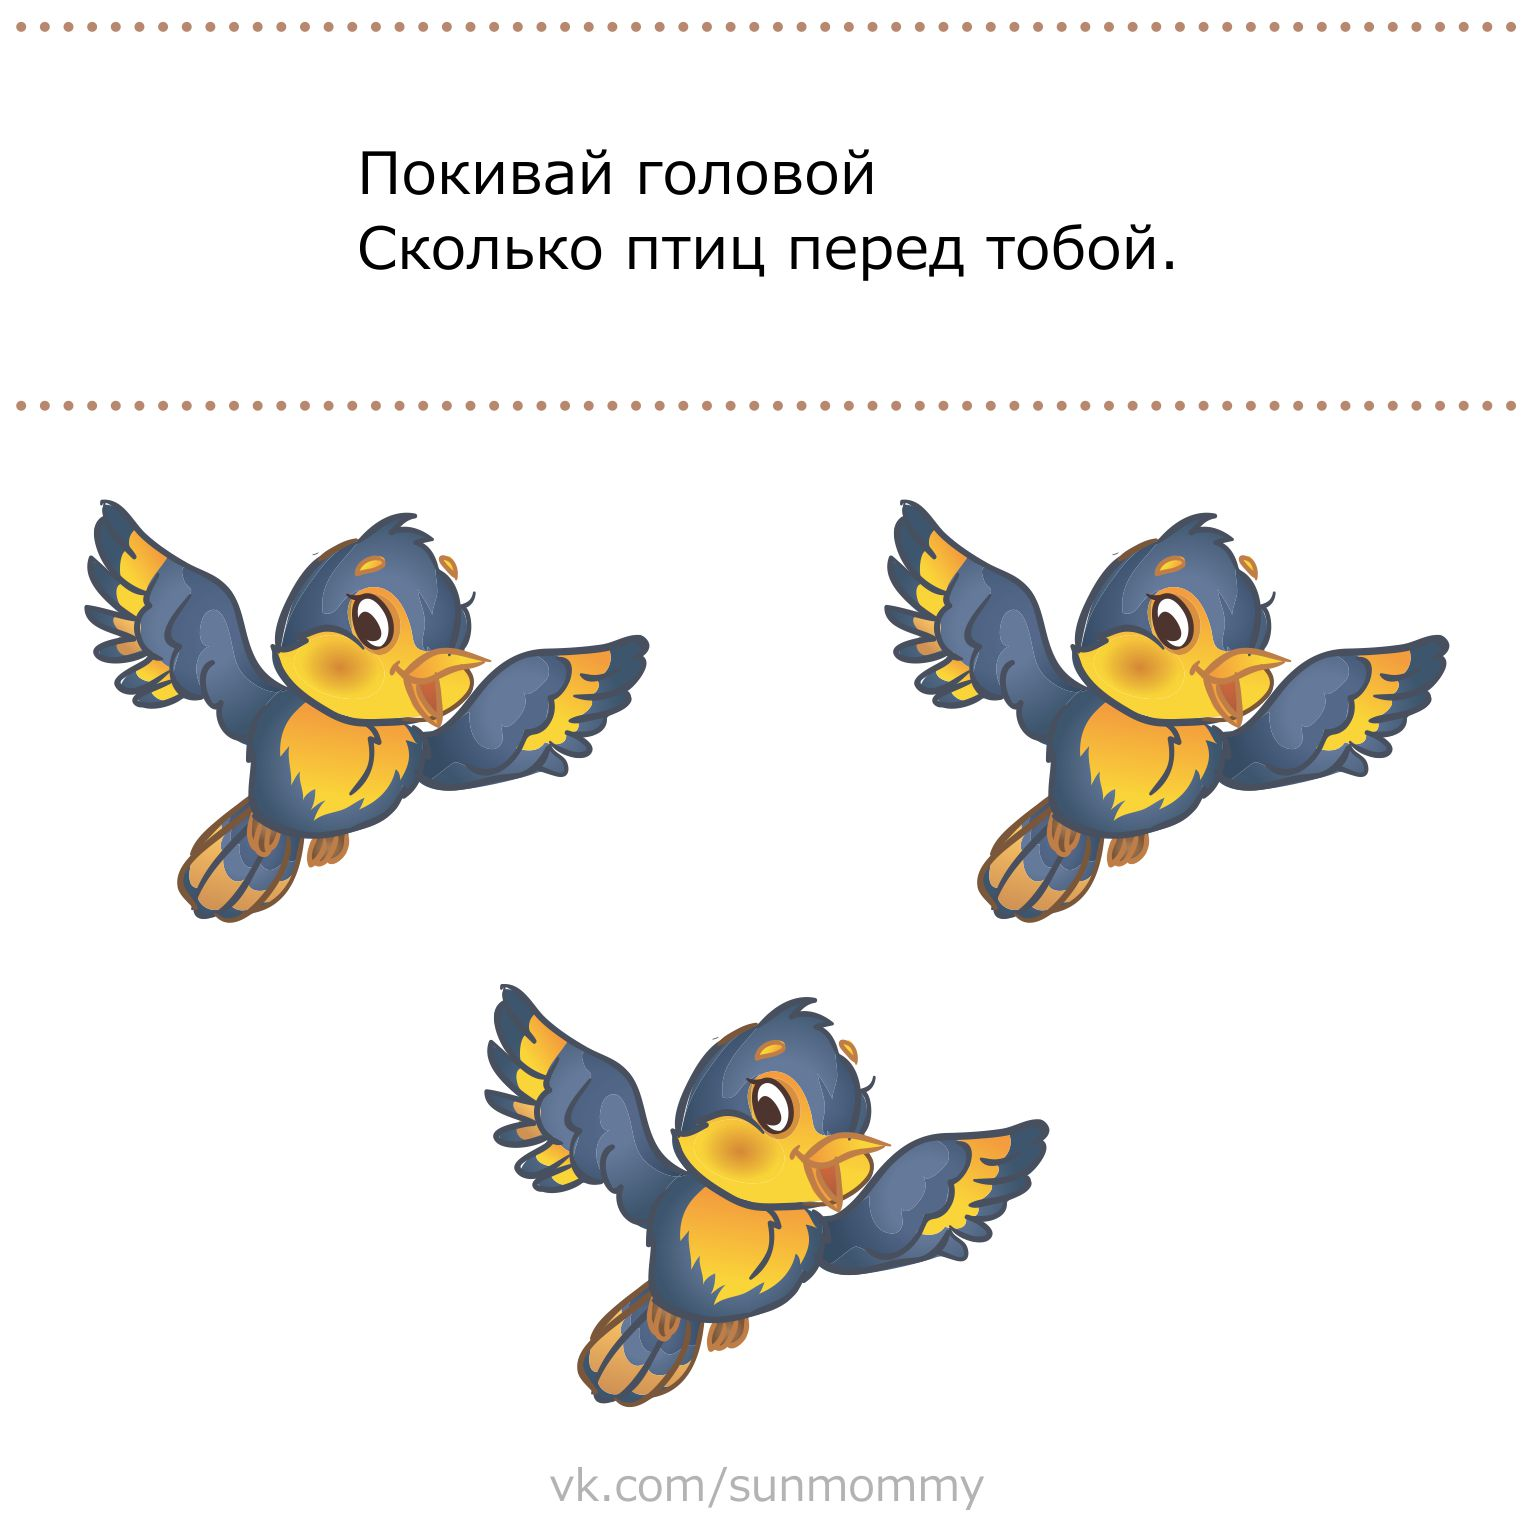 Покивай головой
Сколько птиц перед тобой.
vk.com/sunmommy